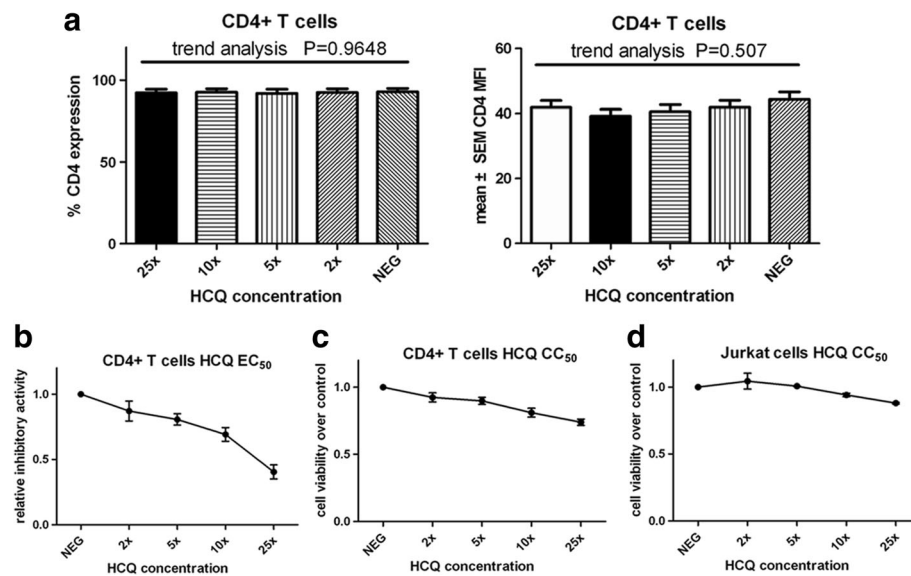 a
CD4+ T cells
trend analysis P=0.9648
% CD4 expression
100
50
0
25x
10x
5x
2x
NEG
HCQ concentration
CD4+ T cells
trend analysis P=0.507
mean ± SEM CD4 MFI
60
40
20
0
25x
10x
5x
2x
NEG
HCQ concentration
b
CD4+ T cells HCQ EC50
relative inhibitory activity
1.0
0.5
0.0
NEG
2x
5x
10x
25x
HCQ concentration
c
CD4+ T cells HCQ CC50
cell viability over control
1.0
0.5
0.0
NEG
2x
5x
10x
25x
HCQ concentration
d
Jurkat cells HCQ CC50
cell viability over control
1.0
0.5
0.0
NEG
2x
5x
10x
25x
HCQ concentration